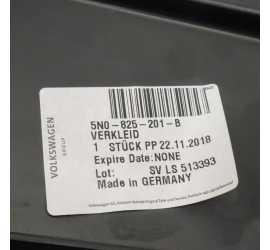 VOLKSWAGEN
GROUP
5N0-825-201-B
VERKLEID
1 STÜCK PP 22.11.2018
Expire Date:NONE
Lot: SV LS 513393
Made in GERMANY